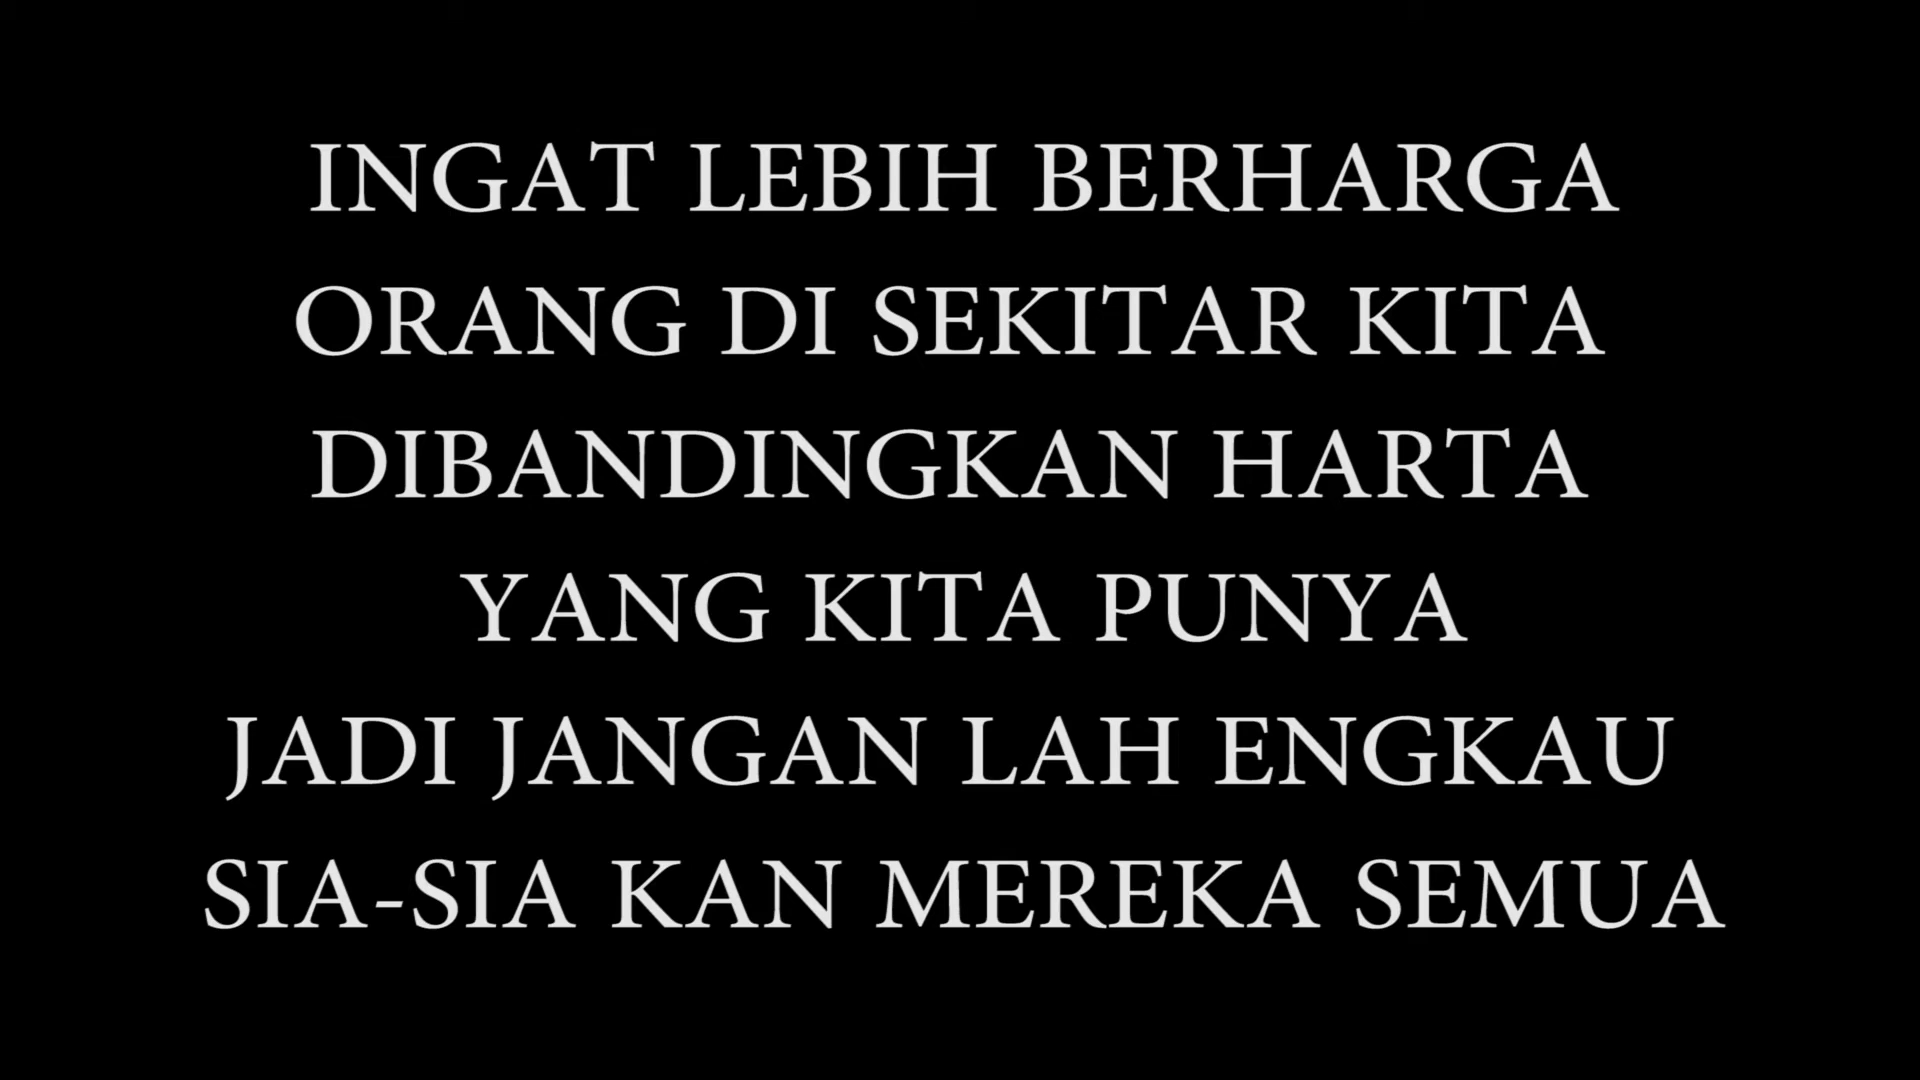 INGAT LEBIH BERHARGA
ORANG DI SEKITAR KITA
DIBANDINGKAN HARTA
YANG KITA PUNYA
JADI JANGAN LAH ENGKAU
SIA-SIA KAN MEREKA SEMUA